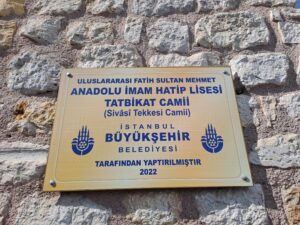 ULUSLARARASI FATİH SULTAN MEHMET
ANADOLU İMAM HATİP LİSESİ
TATBİKAT CAMİİ
(Sivâsî Tekkesi Camii)
İSTANBUL
BÜYÜKŞEHİR
BELEDİYESİ
TARAFINDAN YAPTIRILMIŞTIR
2022